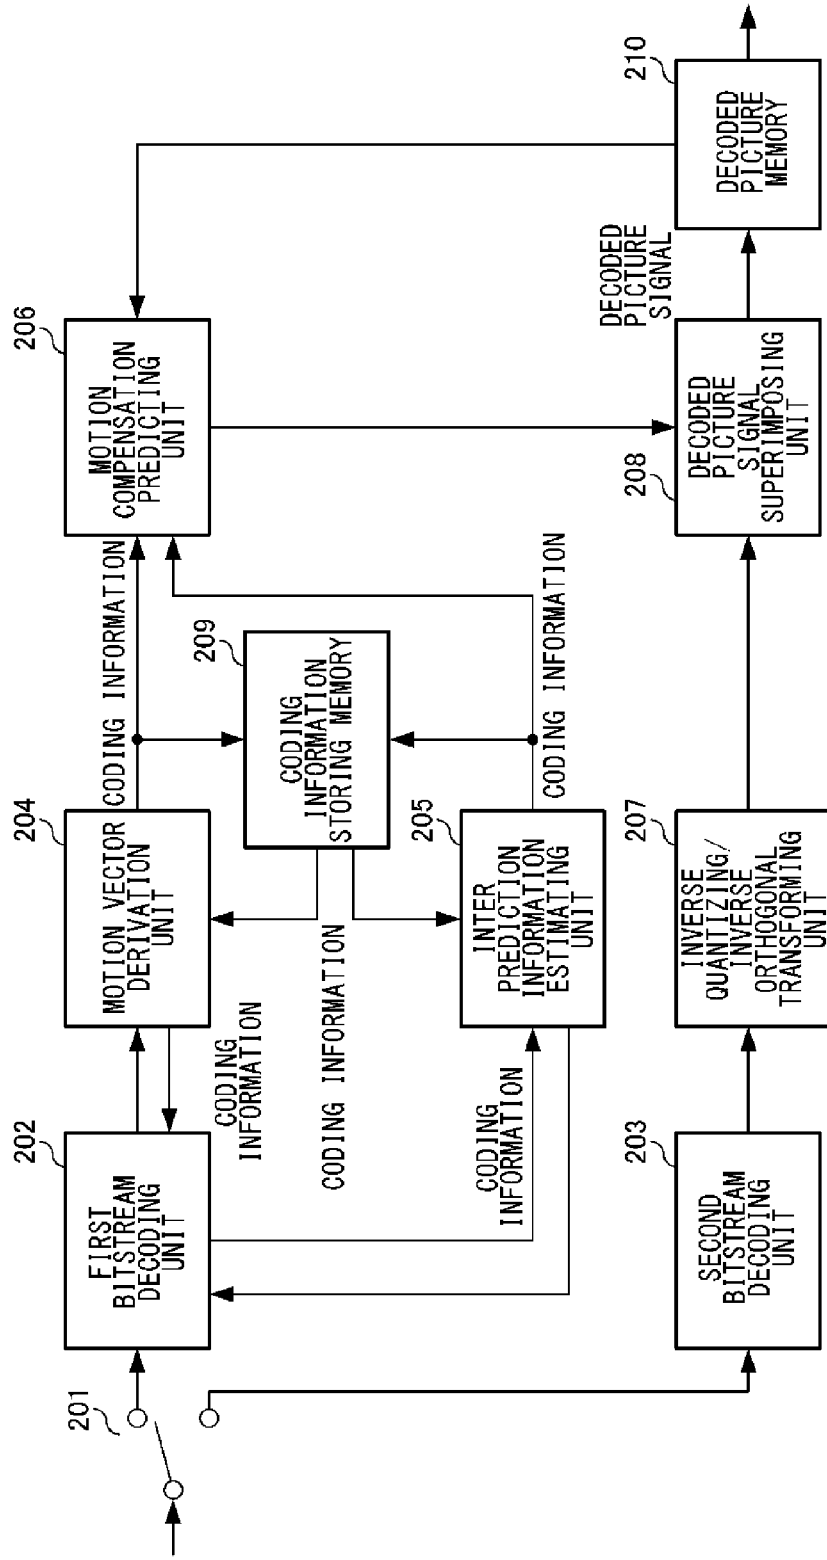 201
202
FIRST
BITSTREAM
DECODING
UNIT
CODING
INFORMATION
204
MOTION VECTOR
DERIVATION
UNIT
CODING INFORMATION
206
MOTION
COMPENSATION
PREDICTING
UNIT
209
CODING
INFORMATION
STORING MEMORY
CODING INFORMATION
CODING
INFORMATION
205
INTER
PREDICTION
INFORMATION
ESTIMATING
UNIT
CODING INFORMATION
203
SECOND
BITSTREAM
DECODING
UNIT
207
INVERSE
QUANTIZING/
INVERSE
ORTHOGONAL
TRANSFORMING
UNIT
208
DECODED
PICTURE
SIGNAL
SUPERIMPOSING
UNIT
DECODED
PICTURE
SIGNAL
210
DECODED
PICTURE
MEMORY